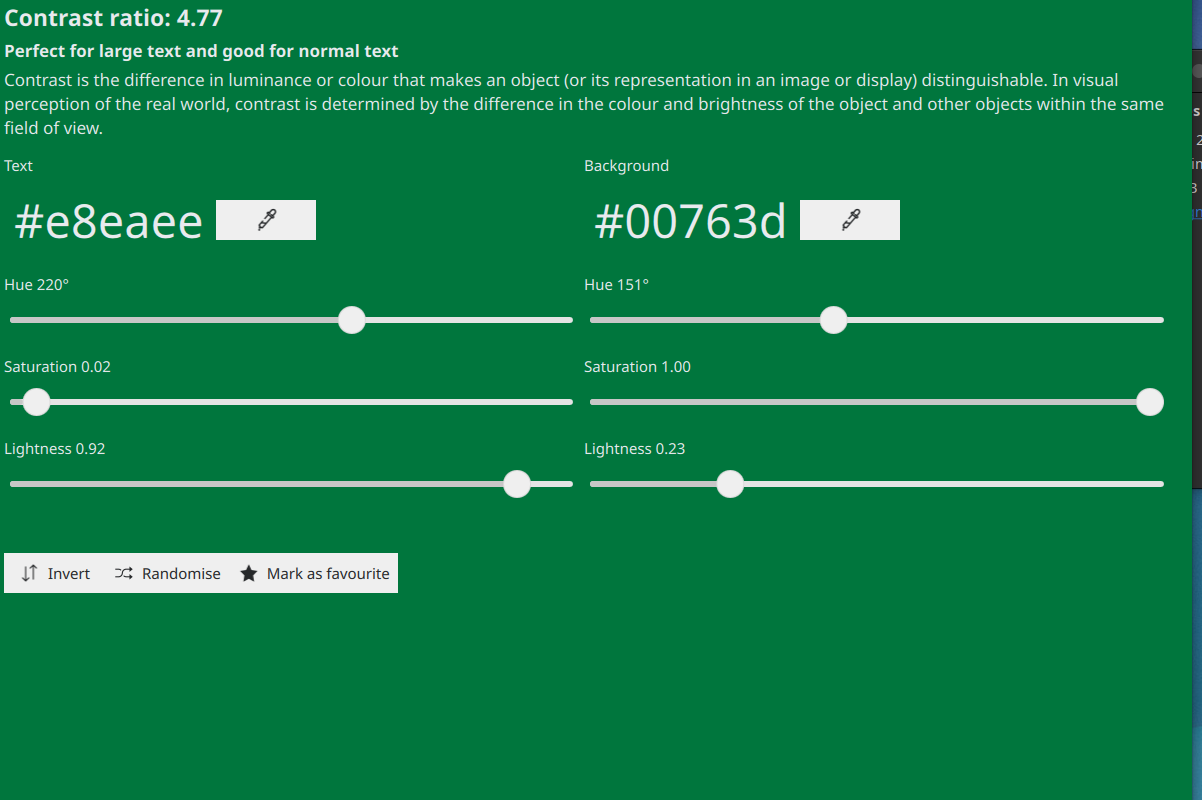 Contrast ratio: 4.77
Perfect for large text and good for normal text
Contrast is the difference in luminance or colour that makes an object (or its representation in an image or display) distinguishable. In visual
perception of the real world, contrast is determined by the difference in the colour and brightness of the object and other objects within the same
field of view.
Text
Background
#e8eaee
#00763d
Hue 220°
Hue 151°
Saturation 0.02
Saturation 1.00
Lightness 0.92
Lightness 0.23
Invert
Randomise
Mark as favourite